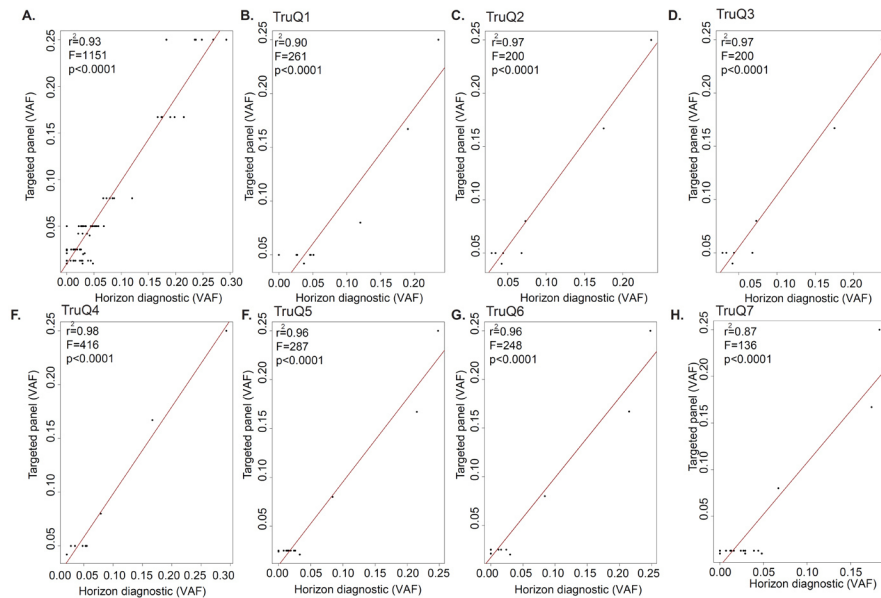 A.
r2=0.93
F=1151
p<0.0001
Targeted panel (VAF)
0.05 0.10 0.15 0.20 0.25
0.00 0.05 0.10 0.15 0.20 0.25 0.30
Horizon diagnostic (VAF)
B.
TruQ1
r2=0.90
F=261
p<0.0001
Targeted panel (VAF)
0.05 0.10 0.15 0.20 0.25
0.00 0.05 0.10 0.15 0.20
Horizon diagnostic (VAF)
C.
TruQ2
r2=0.97
F=200
p<0.0001
Targeted panel (VAF)
0.05 0.10 0.15 0.20 0.25
0.05 0.10 0.15 0.20
Horizon diagnostic (VAF)
D.
TruQ3
r2=0.97
F=200
p<0.0001
Targeted panel (VAF)
0.05 0.10 0.15 0.20 0.25
0.05 0.10 0.15 0.20
Horizon diagnostic (VAF)
F.
TruQ4
r2=0.98
F=416
p<0.0001
Targeted panel (VAF)
0.05 0.10 0.15 0.20 0.25
0.00 0.05 0.10 0.15 0.20 0.30
Horizon diagnostic (VAF)
F.
TruQ5
r2=0.96
F=287
p<0.0001
Targeted panel (VAF)
0.05 0.10 0.15 0.20 0.25
0.00 0.05 0.10 0.15 0.20 0.25
Horizon diagnostic (VAF)
G.
TruQ6
r2=0.96
F=248
p<0.0001
Targeted panel (VAF)
0.05 0.10 0.15 0.20 0.25
0.00 0.05 0.10 0.15 0.20 0.25
Horizon diagnostic (VAF)
H.
TruQ7
r2=0.87
F=136
p<0.0001
Targeted panel (VAF)
0.05 0.10 0.15 0.20 0.25
0.00 0.05 0.10 0.15
Horizon diagnostic (VAF)